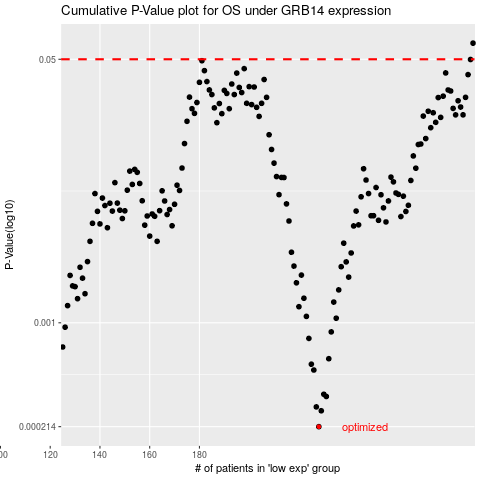 Cumulative P-Value plot for OS under GRB14 expression
0.05
P-Value(log10)
0.001
0.000214
optimized
00 120 140 160 180
# of patients in 'low exp' group